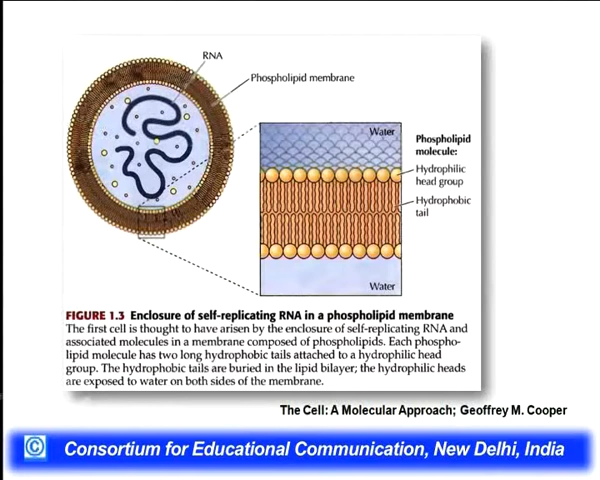 RNA
Phospholipid membrane
Water
Phospholipid
molecule:
Hydrophilic
head group
Hydrophobic
tail
Water
FIGURE 1.3 Enclosure of self-replicating RNA in a phospholipid membrane
The first cell is thought to have arisen by the enclosure of self-replicating RNA and
associated molecules in a membrane composed of phospholipids. Each phospho-
lipid molecule has two long hydrophobic tails attached to a hydrophilic head
group. The hydrophobic tails are buried in the lipid bilayer; the hydrophilic heads
are exposed to water on both sides of the membrane.
The Cell: A Molecular Approach; Geoffrey M. Cooper
© Consortium for Educational Communication, New Delhi, India